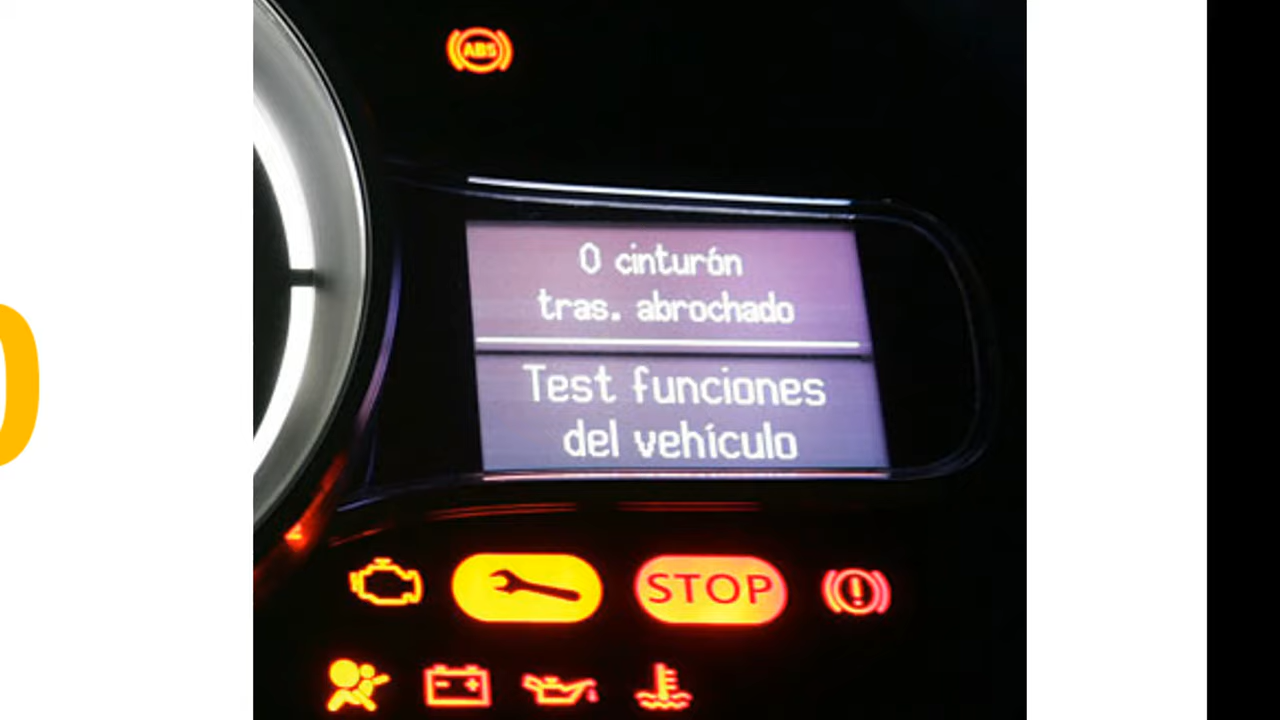 ABS
0 cinturón
tras. abrochado
Test funciones
del vehículo
STOP